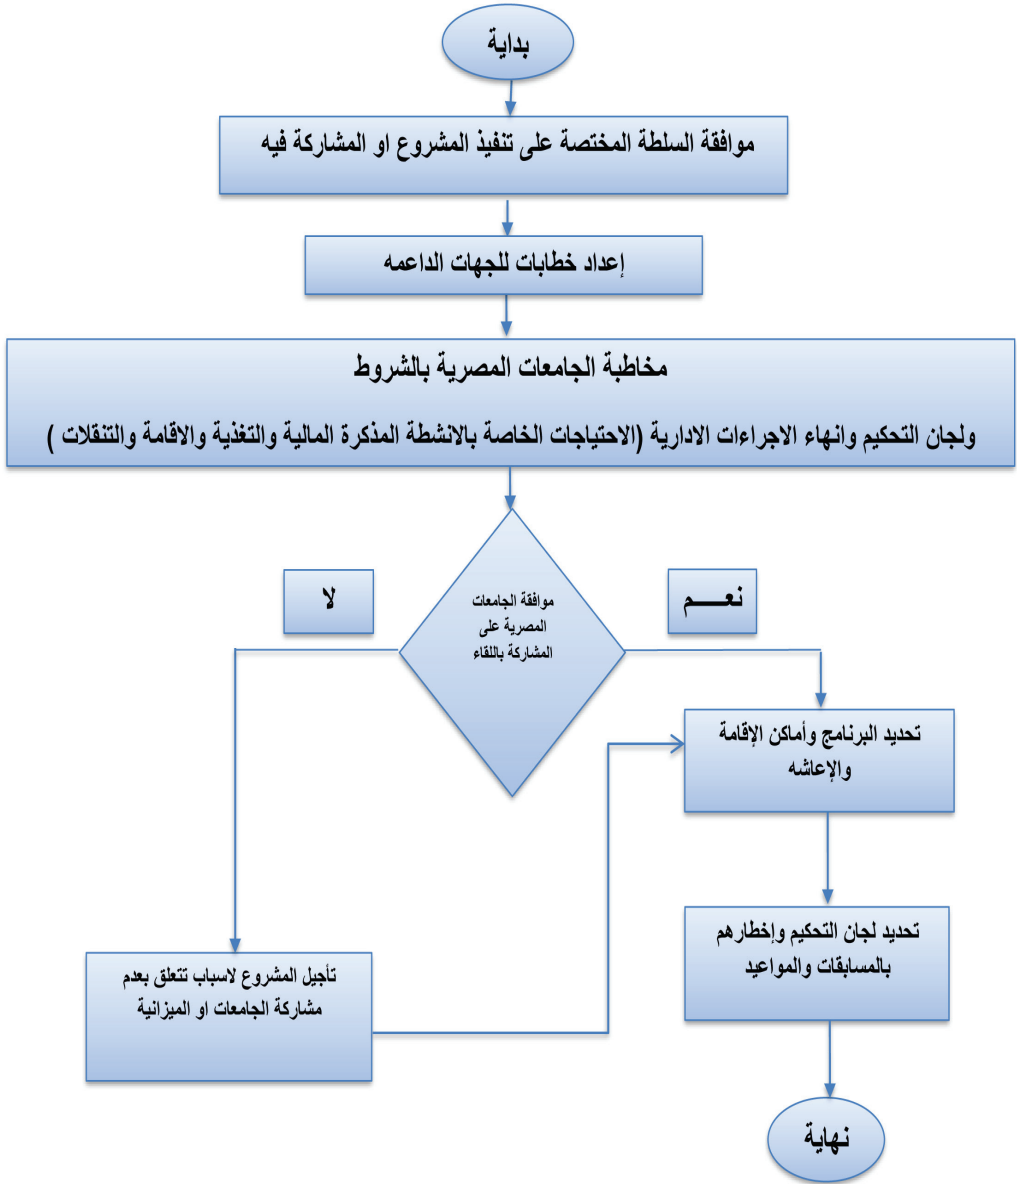 بداية
موافقة السلطة المختصة على تنفيذ المشروع او المشاركة فيه
إعداد خطابات للجهات الداعمه
مخاطبة الجامعات المصرية بالشروط
ولجان التحكيم وانهاء الاجراءات الادارية (الاحتياجات الخاصة بالانشطة المذكرة المالية والتغذية والاقامة والتنقلات )
موافقة الجامعات
المصرية على
المشاركة باللقاء
نعـــــم
لا
تحديد البرنامج وأماكن الإقامة
والإعاشه
تحديد لجان التحكيم وإخطارهم
بالمسابقات والمواعيد
تأجيل المشروع لاسباب تتعلق بعدم
مشاركة الجامعات او الميزانية
نهاية